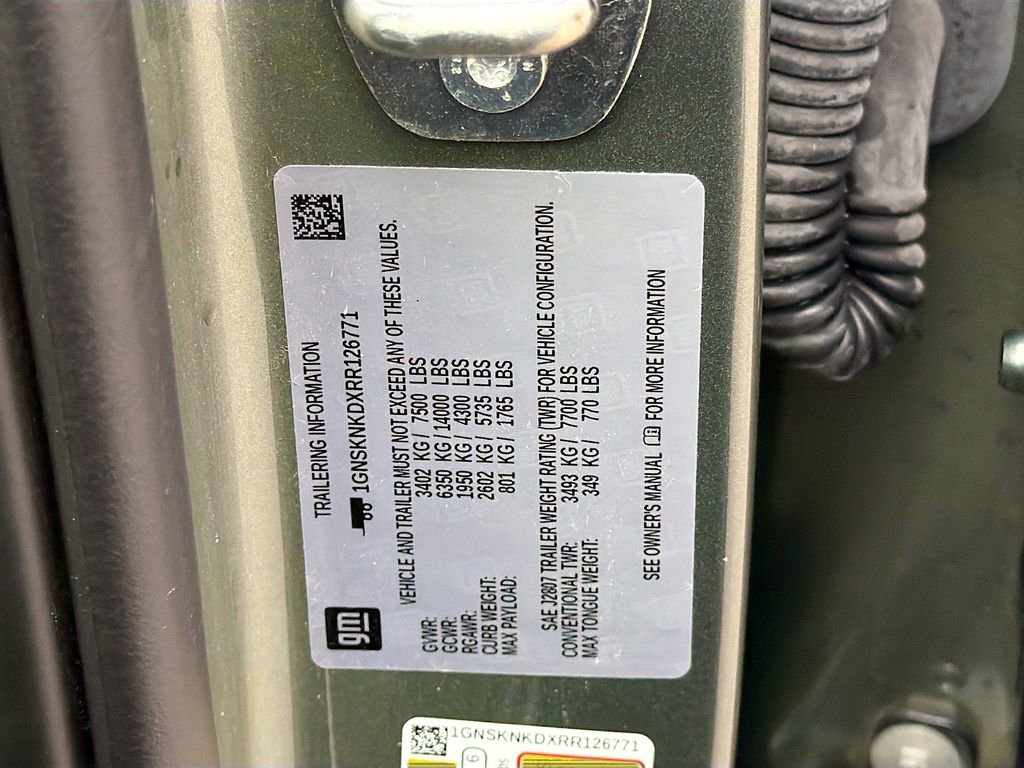 gm
TRAILERING INFORMATION
1GNSKNKDXRR126771
VEHICLE AND TRAILER MUST NOT EXCEED ANY OF THESE VALUES.
GVWR: 3402 KG / 7500 LBS
GCWR: 6350 KG / 14000 LBS
RGAWR: 1950 KG / 4300 LBS
CURB WEIGHT: 2602 KG / 5735 LBS
MAX PAYLOAD: 801 KG / 1765 LBS
SAE J2807 TRAILER WEIGHT RATING (TWR) FOR VEHICLE CONFIGURATION.
CONVENTIONAL TWR: 3493 KG / 7700 LBS
MAX TONGUE WEIGHT: 349 KG / 770 LBS
SEE OWNER'S MANUAL FOR MORE INFORMATION
1GNSKNKDXRR126771